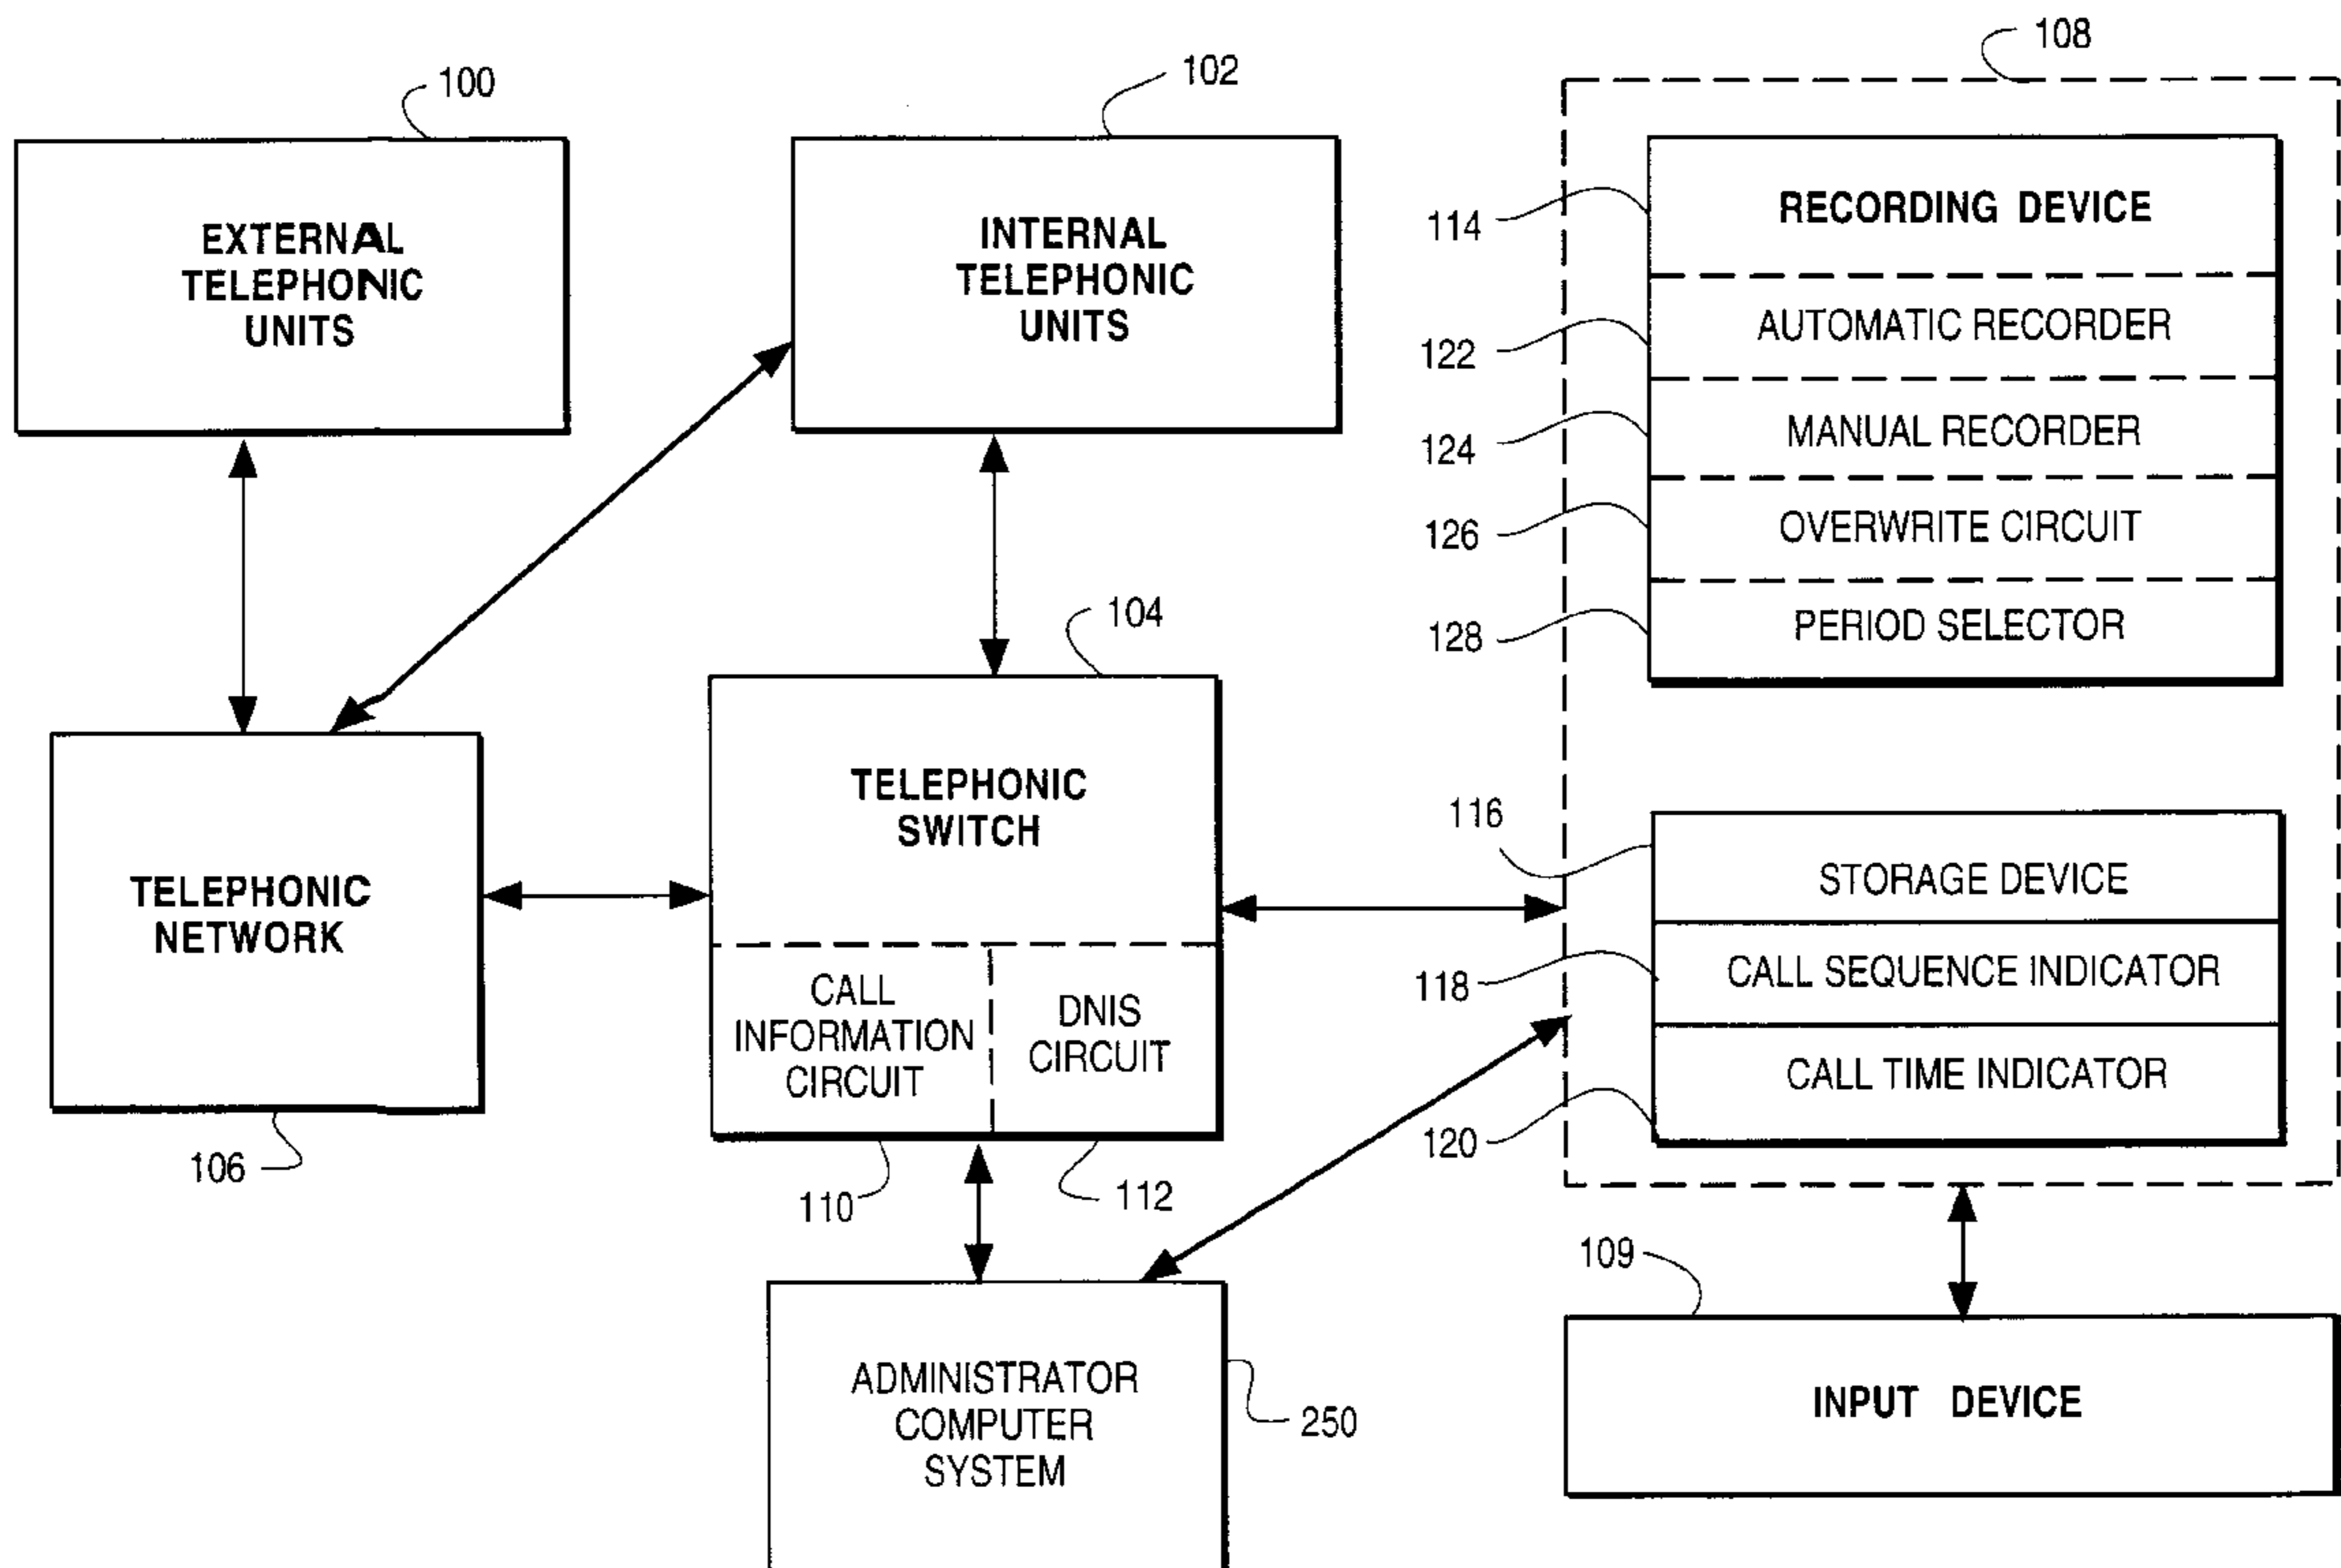 108
100
102
EXTERNAL
TELEPHONIC
UNITS
INTERNAL
TELEPHONIC
UNITS
114
RECORDING DEVICE
122
AUTOMATIC RECORDER
124
MANUAL RECORDER
126
OVERWRITE CIRCUIT
128
PERIOD SELECTOR
104
TELEPHONIC
SWITCH
TELEPHONIC
NETWORK
106
CALL
INFORMATION
CIRCUIT
DNIS
CIRCUIT
110
112
116
STORAGE DEVICE
118
CALL SEQUENCE INDICATOR
120
CALL TIME INDICATOR
109
INPUT DEVICE
ADMINISTRATOR
COMPUTER
SYSTEM
250